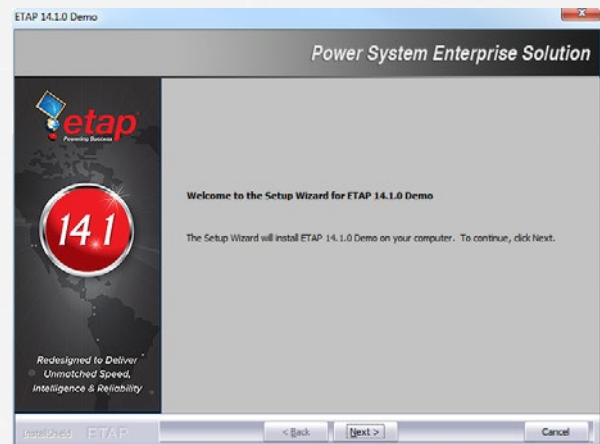 ETAP 14.1.0 Demo
Power System Enterprise Solution
etap
Powering Success
14.1
Welcome to the Setup Wizard for ETAP 14.1.0 Demo
The Setup Wizard will install ETAP 14.1.0 Demo on your computer. To continue, click Next.
Redesigned to Deliver
Unmatched Speed,
Intelligence & Reliability
InstallShield ETAP
< Back
Next >
Cancel